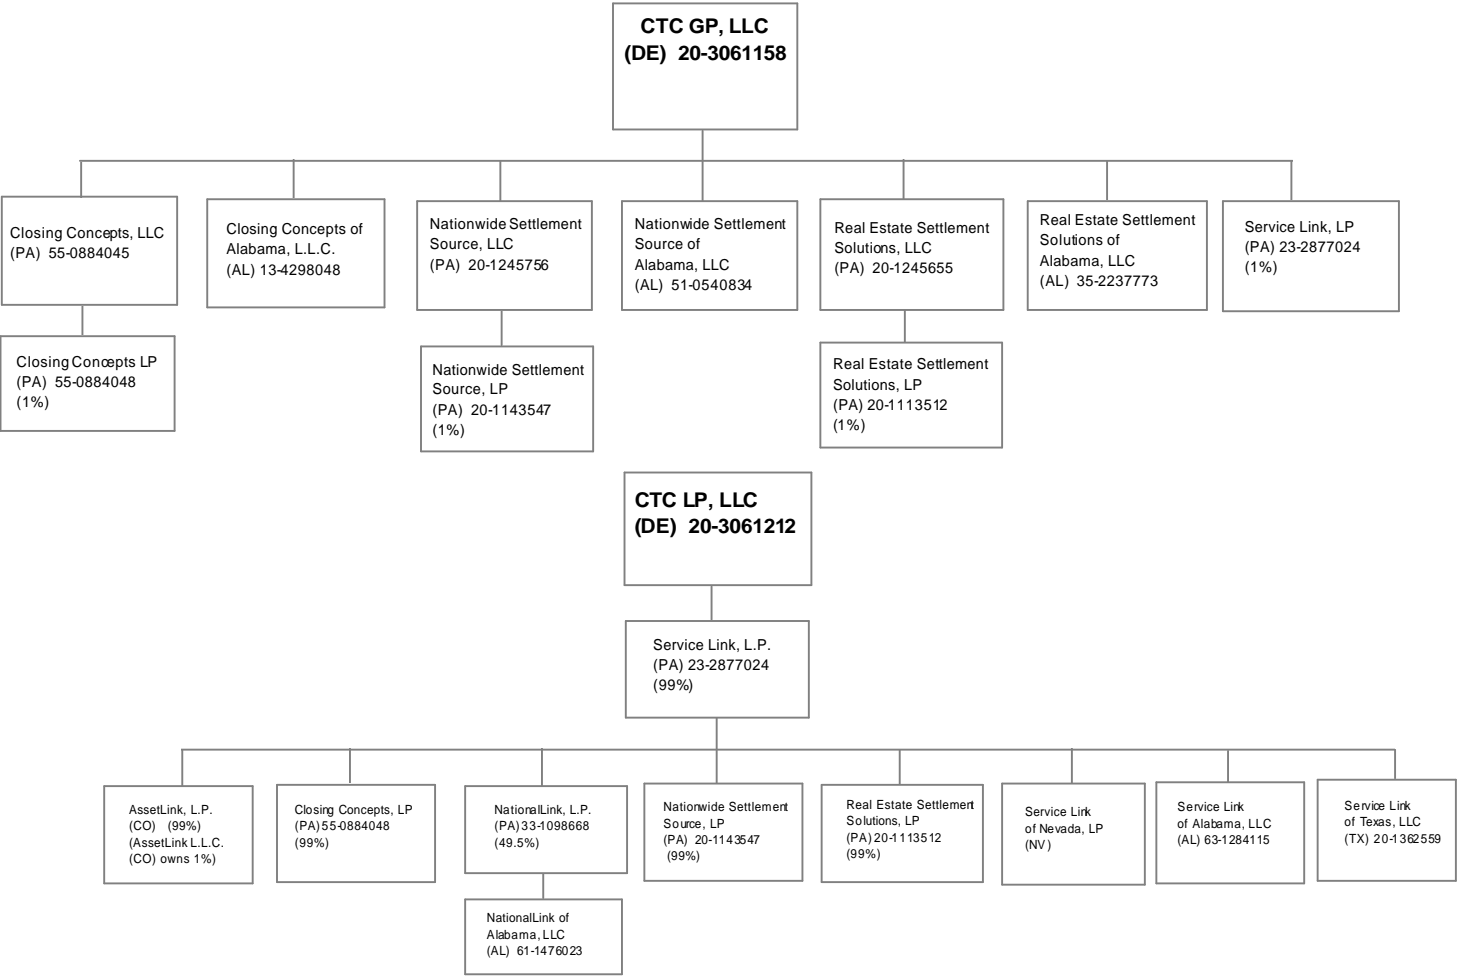 CTC GP, LLC
(DE) 20-3061158
Closing Concepts, LLC
(PA) 55-0884045
Closing Concepts of
Alabama, L.L.C.
(AL) 13-4298048
Nationwide Settlement
Source, LLC
(PA) 20-1245756
Nationwide Settlement
Source of
Alabama, LLC
(AL) 51-0540834
Real Estate Settlement
Solutions, LLC
(PA) 20-1245655
Real Estate Settlement
Solutions of
Alabama, LLC
(AL) 35-2237773
Service Link, LP
(PA) 23-2877024
(1%)
Closing Concepts LP
(PA) 55-0884048
(1%)
Nationwide Settlement
Source, LP
(PA) 20-1143547
(1%)
Real Estate Settlement
Solutions, LP
(PA) 20-1113512
(1%)
CTC LP, LLC
(DE) 20-3061212
Service Link, L.P.
(PA) 23-2877024
(99%)
AssetLink, L.P.
(CO) (99%)
(AssetLink L.L.C.
(CO) owns 1%)
Closing Concepts, LP
(PA) 55-0884048
(99%)
NationalLink, L.P.
(PA) 33-1098668
(49.5%)
Nationwide Settlement
Source, LP
(PA) 20-1143547
(99%)
Real Estate Settlement
Solutions, LP
(PA) 20-1113512
(99%)
Service Link
of Nevada, LP
(NV)
Service Link
of Alabama, LLC
(AL) 63-1284115
Service Link
of Texas, LLC
(TX) 20-1362559
NationalLink of
Alabama, LLC
(AL) 61-1476023